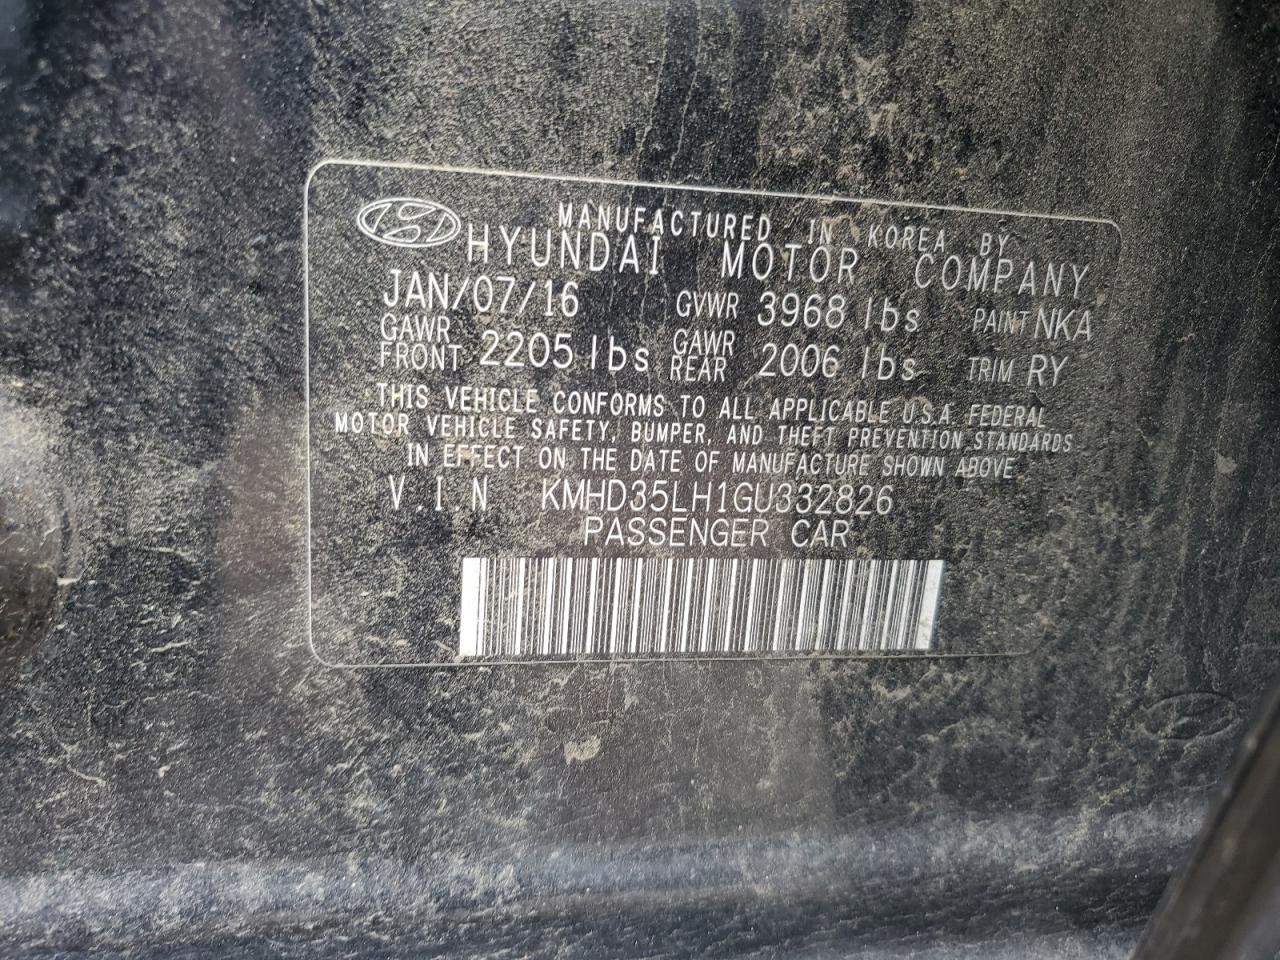 MANUFACTURED IN KOREA BY
HYUNDAI MOTOR COMPANY
JAN/07/16 GVWR 3968 lbs PAINT NKA
GAWR FRONT 2205 lbs GAWR REAR 2006 lbs TRIM RY
THIS VEHICLE CONFORMS TO ALL APPLICABLE U.S.A. FEDERAL
MOTOR VEHICLE SAFETY, BUMPER, AND THEFT PREVENTION STANDARDS
IN EFFECT ON THE DATE OF MANUFACTURE SHOWN ABOVE
V.I.N KMHD35LH1GU332826
PASSENGER CAR